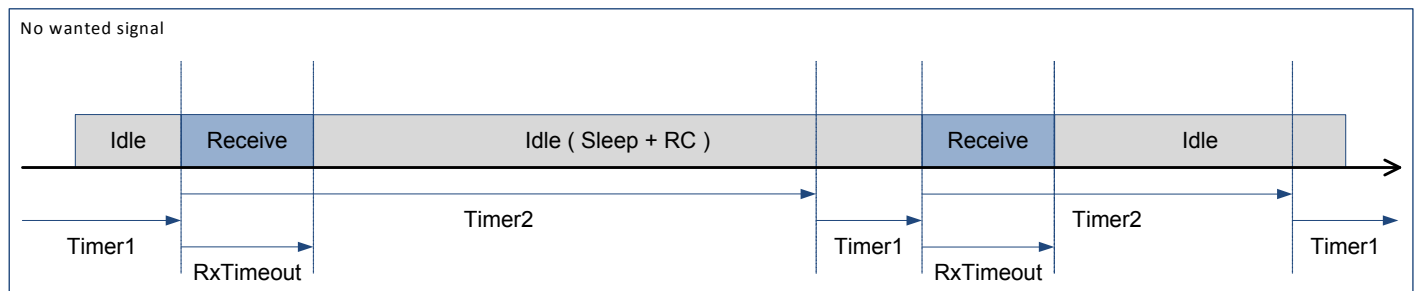 No wanted signal
Idle
Receive
Idle ( Sleep + RC )
Receive
Idle
Timer2
Timer2
Timer1
Timer1
Timer1
RxTimeout
RxTimeout